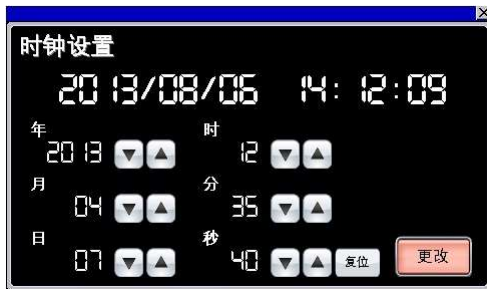 时钟设置
2013/08/06 14:12:09
年 时
2013 12
月 分
04 35
日 秒
07 40 复位 更改